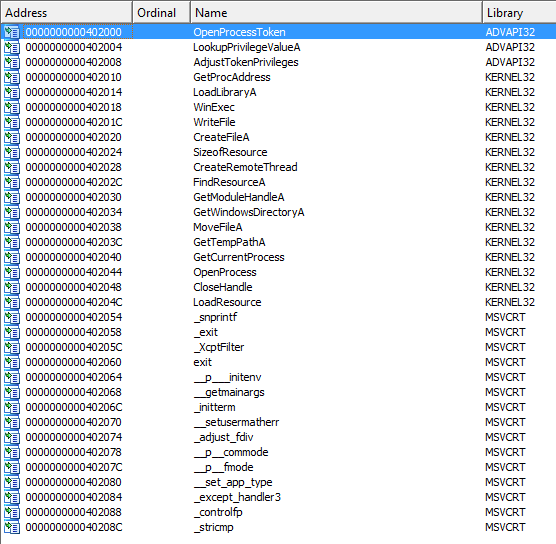 Address Ordinal Name Library
0000000000402000 OpenProcessToken ADVAPI32
0000000000402004 LookupPrivilegeValueA ADVAPI32
0000000000402008 AdjustTokenPrivileges ADVAPI32
0000000000402010 GetProcAddress KERNEL32
0000000000402014 LoadLibraryA KERNEL32
0000000000402018 WinExec KERNEL32
000000000040201C WriteFile KERNEL32
0000000000402020 CreateFileA KERNEL32
0000000000402024 SizeofResource KERNEL32
0000000000402028 CreateRemoteThread KERNEL32
000000000040202C FindResourceA KERNEL32
0000000000402030 GetModuleHandleA KERNEL32
0000000000402034 GetWindowsDirectoryA KERNEL32
0000000000402038 MoveFileA KERNEL32
000000000040203C GetTempPathA KERNEL32
0000000000402040 GetCurrentProcess KERNEL32
0000000000402044 OpenProcess KERNEL32
0000000000402048 CloseHandle KERNEL32
000000000040204C LoadResource KERNEL32
0000000000402054 _snprintf MSVCRT
0000000000402058 _exit MSVCRT
000000000040205C _XcptFilter MSVCRT
0000000000402060 exit MSVCRT
0000000000402064 __p___initenv MSVCRT
0000000000402068 __getmainargs MSVCRT
000000000040206C _initterm MSVCRT
0000000000402070 __setusermatherr MSVCRT
0000000000402074 _adjust_fdiv MSVCRT
0000000000402078 __p__commode MSVCRT
000000000040207C __p__fmode MSVCRT
0000000000402080 __set_app_type MSVCRT
0000000000402084 _except_handler3 MSVCRT
0000000000402088 _controlfp MSVCRT
000000000040208C _stricmp MSVCRT